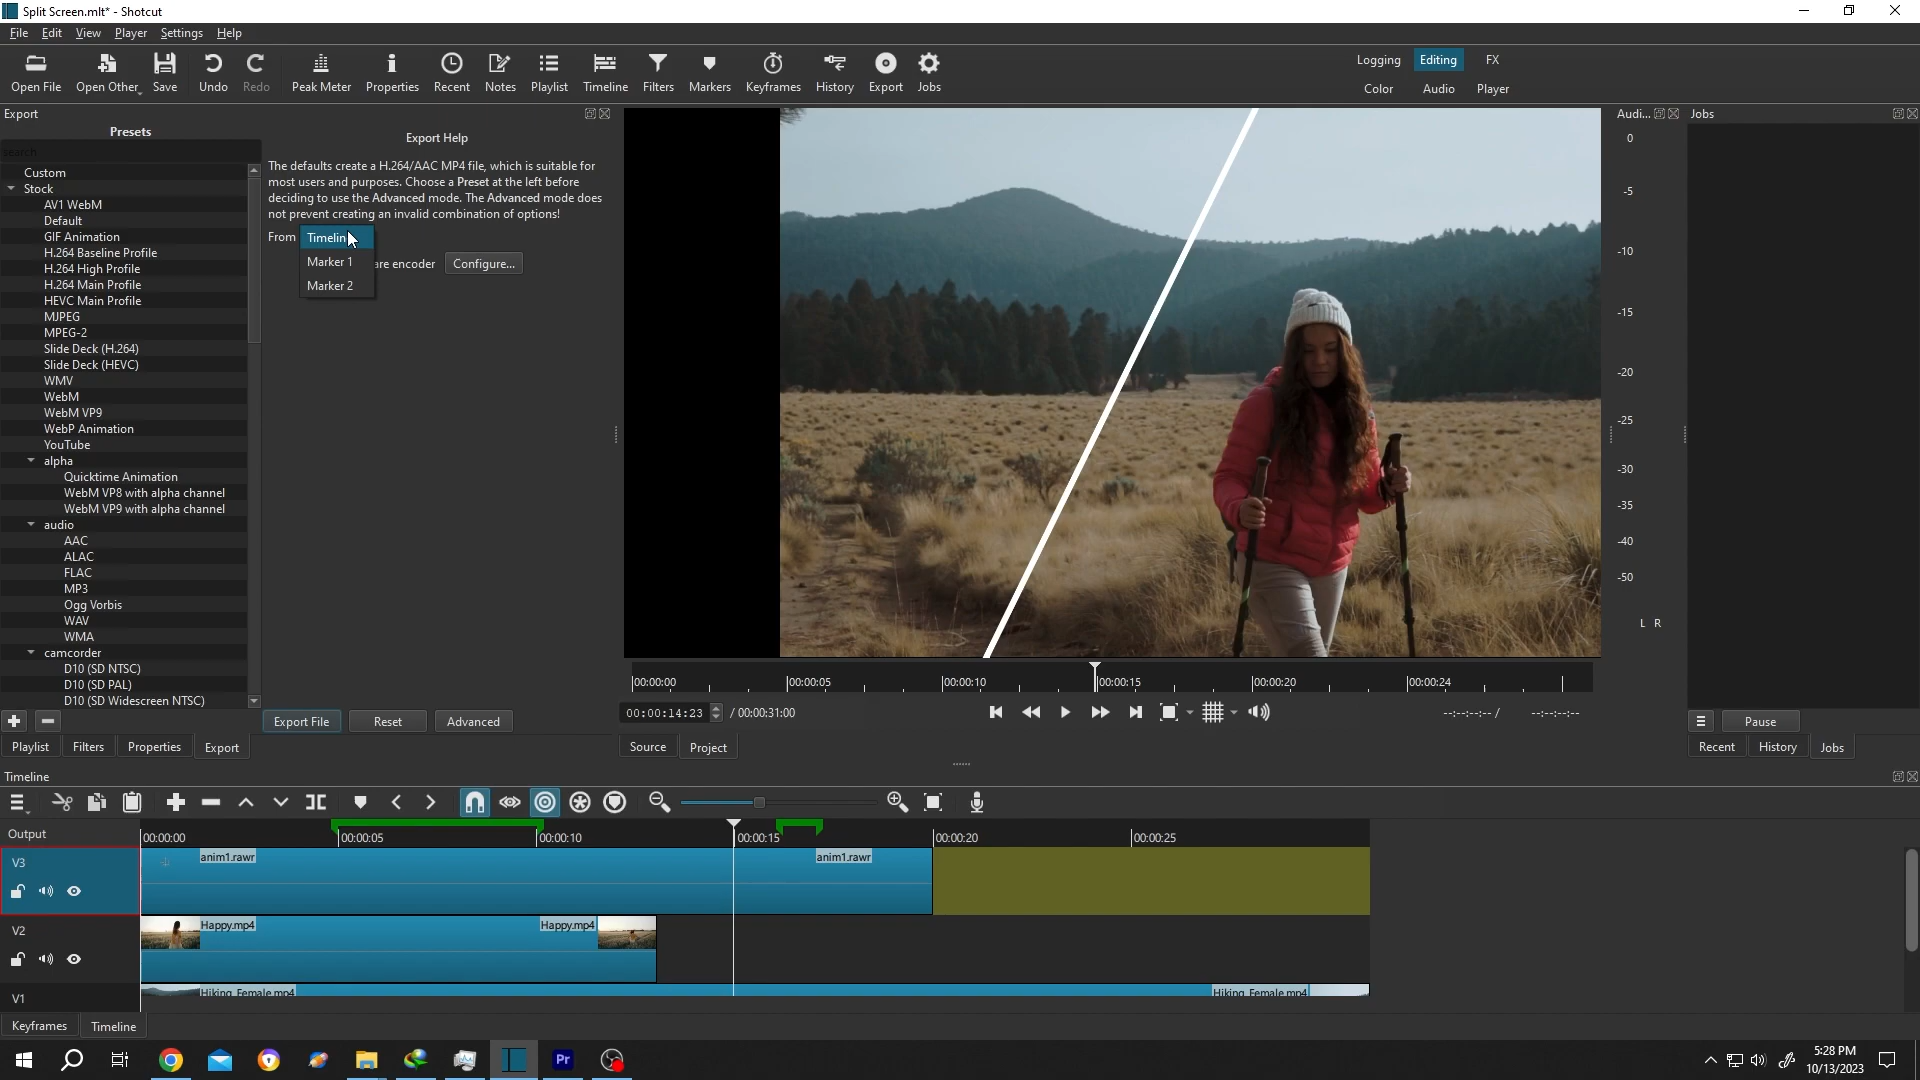 Split Screen.mlt* - Shotcut
File Edit View Player Settings Help
Open File Open Other Save Undo Redo Peak Meter Properties Recent Notes Playlist Timeline Filters Markers Keyframes History Export Jobs
Logging Editing FX
Color Audio Player
Export
Presets
search
Custom
Stock
AV1 WebM
Default
GIF Animation
H.264 Baseline Profile
H.264 High Profile
H.264 Main Profile
HEVC Main Profile
MJPEG
MPEG-2
Slide Deck (H.264)
Slide Deck (HEVC)
WMV
WebM
WebM VP9
WebP Animation
YouTube
alpha
Quicktime Animation
WebM VP8 with alpha channel
WebM VP9 with alpha channel
audio
AAC
ALAC
FLAC
MP3
Ogg Vorbis
WAV
WMA
camcorder
D10 (SD NTSC)
D10 (SD PAL)
D10 (SD Widescreen NTSC)
Export Help
The defaults create a H.264/AAC MP4 file, which is suitable for
most users and purposes. Choose a Preset at the left before
deciding to use the Advanced mode. The Advanced mode does
not prevent creating an invalid combination of options!
From Timelin
Marker 1
Marker 2
are encoder Configure...
Export File Reset Advanced
Playlist Filters Properties Export
00:00:00 00:00:05 00:00:10 00:00:15 00:00:20 00:00:24
00:00:14:23 / 00:00:31:00
--:--:--:-- / --:--:--:--
Source Project
Audi...
0
-5
-10
-15
-20
-25
-30
-35
-40
-50
L R
Jobs
Pause
Recent History Jobs
Timeline
Output
00:00:00 00:00:05 00:00:10 00:00:15 00:00:20 00:00:25
V3
anim1.rawr anim1.rawr
V2
Happy.mp4 Happy.mp4
V1
Hiking Female.mp4 Hiking Female.mp4
Keyframes Timeline
Pr
5:28 PM
10/13/2023